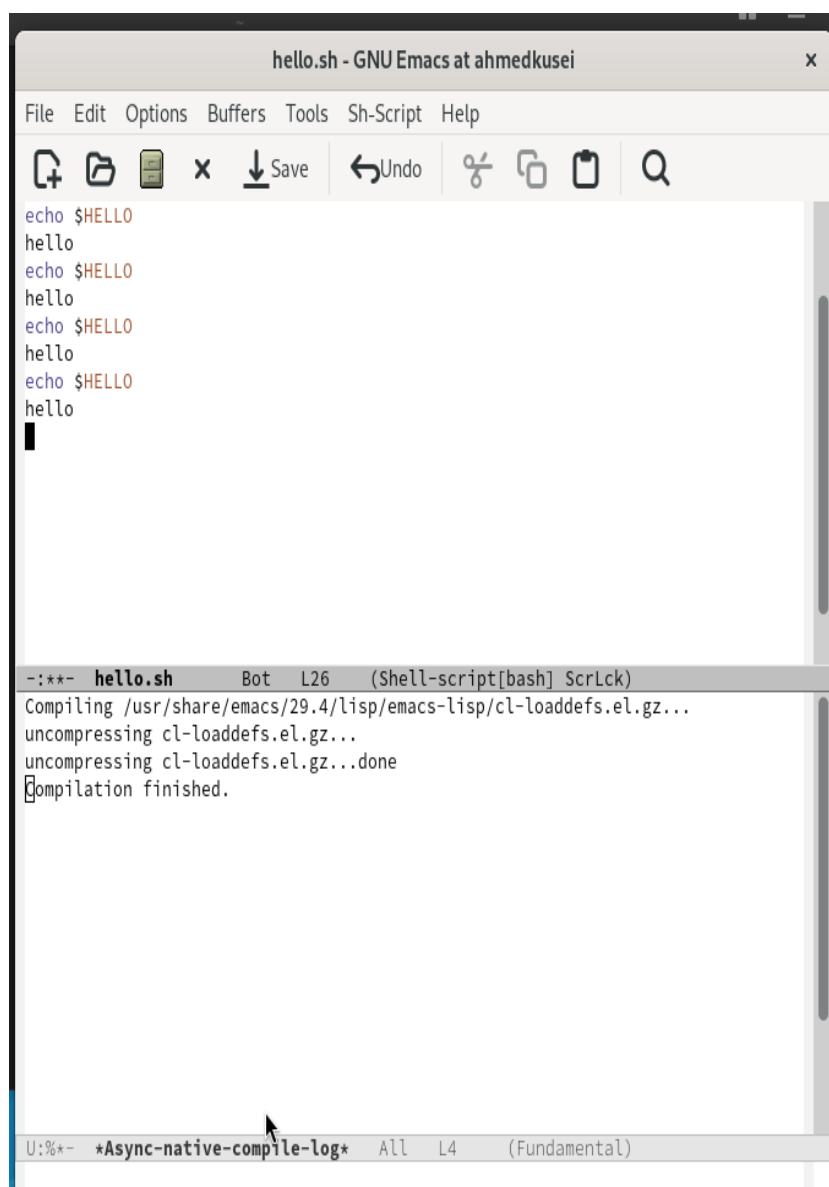 hello.sh - GNU Emacs at ahmedkusei
File Edit Options Buffers Tools Sh-Script Help
Save Undo
echo $HELLO
hello
echo $HELLO
hello
echo $HELLO
hello
echo $HELLO
hello
-:**- hello.sh Bot L26 (Shell-script[bash] ScrLck)
Compiling /usr/share/emacs/29.4/lisp/emacs-lisp/cl-loaddefs.el.gz...
uncompressing cl-loaddefs.el.gz...
uncompressing cl-loaddefs.el.gz...done
Compilation finished.
U:%*- *Async-native-compile-log* All L4 (Fundamental)